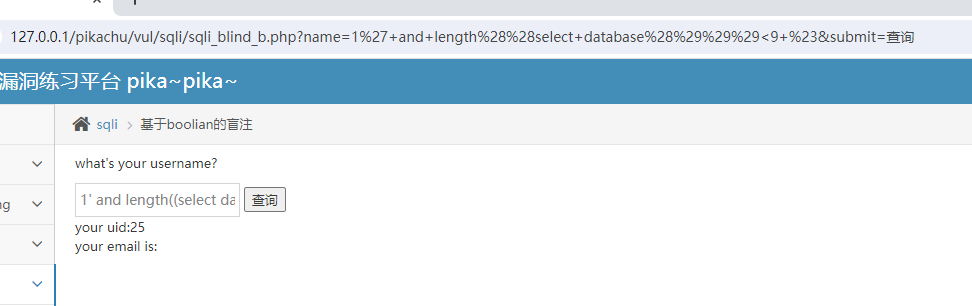 127.0.0.1/pikachu/vul/sqli/sqli_blind_b.php?name=1%27+and+length%28%28select+database%28%29%29%29<9+%23&submit=查询
漏洞练习平台 pika~pika~
sqli > 基于boolian的盲注
what's your username?
ng
1' and length((select da 查询
your uid:25
your email is: